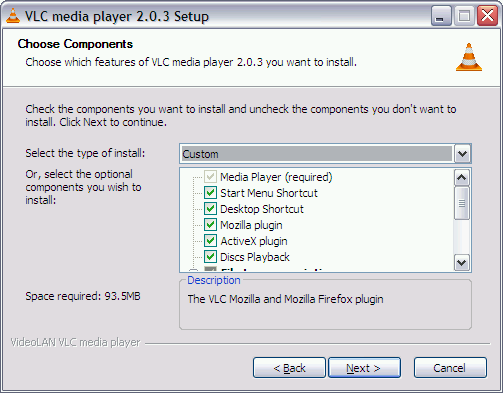 VLC media player 2.0.3 Setup
Choose Components
Choose which features of VLC media player 2.0.3 you want to install.
Check the components you want to install and uncheck the components you don't want to
install. Click Next to continue.
Select the type of install:
Custom
Or, select the optional
components you wish to
install:
Media Player (required)
Start Menu Shortcut
Desktop Shortcut
Mozilla plugin
ActiveX plugin
Discs Playback
Space required: 93.5MB
Description
The VLC Mozilla and Mozilla Firefox plugin
VideoLAN VLC media player
< Back
Next >
Cancel